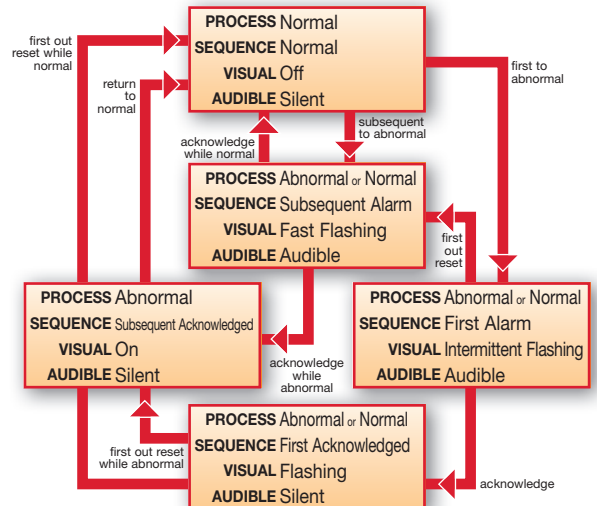 PROCESS Normal
SEQUENCE Normal
VISUAL Off
AUDIBLE Silent
first out
reset while
normal
return
to
normal
first to
abnormal
acknowledge
while normal
subsequent
to abnormal
PROCESS Abnormal or Normal
SEQUENCE Subsequent Alarm
VISUAL Fast Flashing
AUDIBLE Audible
first
out
reset
PROCESS Abnormal
SEQUENCE Subsequent Acknowledged
VISUAL On
AUDIBLE Silent
acknowledge
while
abnormal
PROCESS Abnormal or Normal
SEQUENCE First Alarm
VISUAL Intermittent Flashing
AUDIBLE Audible
first out reset
while abnormal
PROCESS Abnormal or Normal
SEQUENCE First Acknowledged
VISUAL Flashing
AUDIBLE Silent
acknowledge